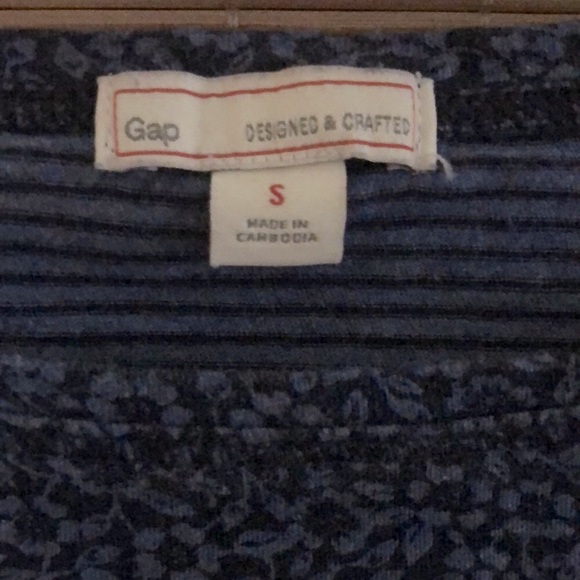 Gap DESIGNED & CRAFTED
S
MADE IN
CAMBODIA